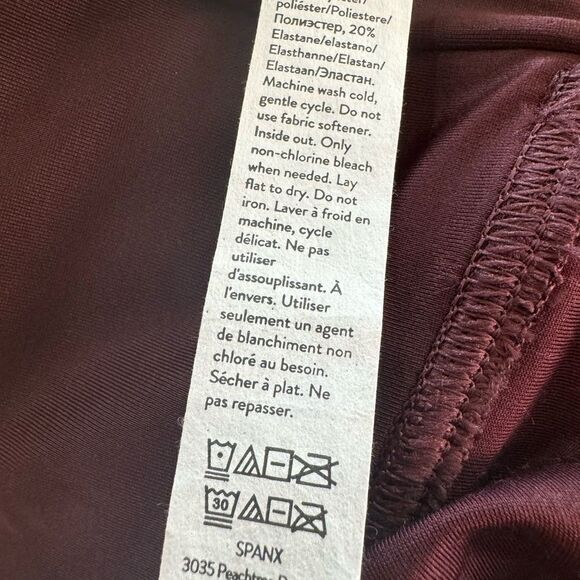 poliéster/Poliestere/
Полиэстер, 20%
Elastane/elastano/
Elasthanne/Elastan/
Elastaan/Эластан.
Machine wash cold,
gentle cycle. Do not
use fabric softener.
Inside out. Only
non-chlorine bleach
when needed. Lay
flat to dry. Do not
iron. Laver à froid en
machine, cycle
délicat. Ne pas
utiliser
d'assouplissant. À
l'envers. Utiliser
seulement un agent
de blanchiment non
chloré au besoin.
Sécher à plat. Ne
pas repasser.
30
SPANX
3035